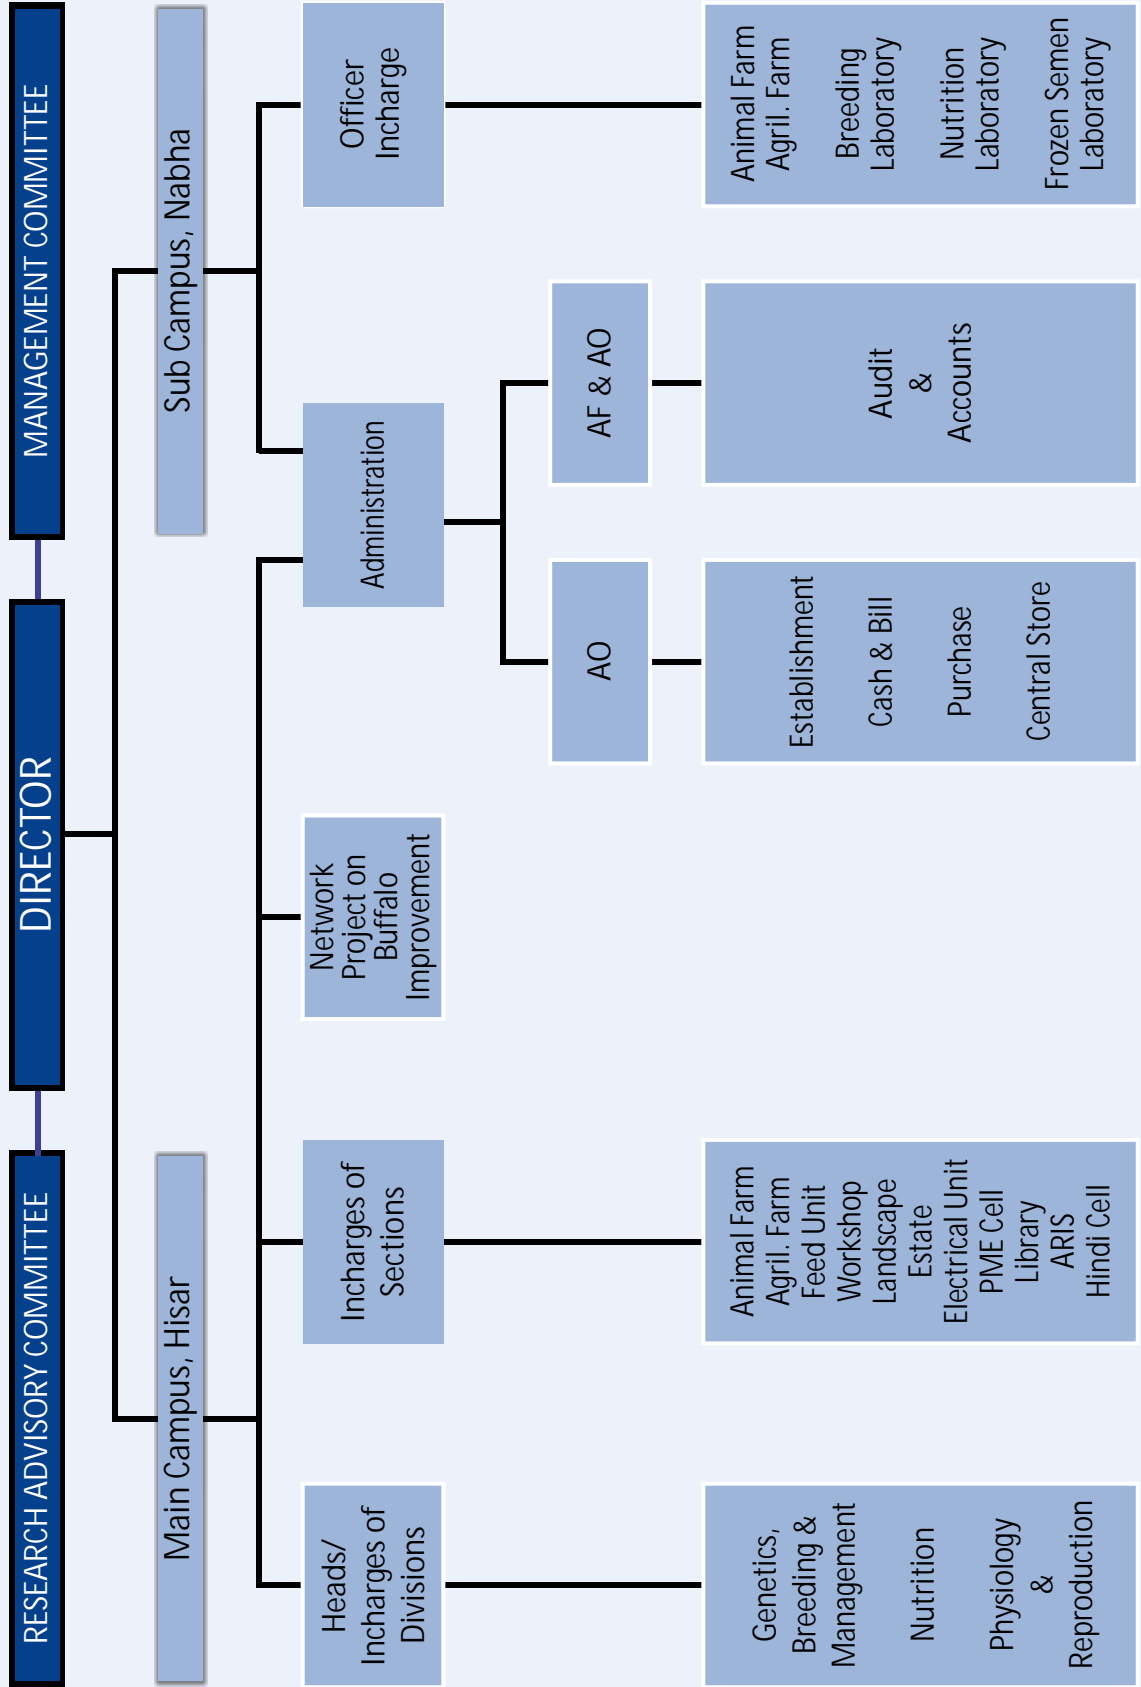 RESEARCH ADVISORY COMMITTEE
DIRECTOR
MANAGEMENT COMMITTEE
Main Campus, Hisar
Sub Campus, Nabha
Heads/
Incharges of
Divisions
Incharges of
Sections
Network
Project on
Buffalo
Improvement
Administration
Officer
Incharge
AO
AF & AO
Genetics,
Breeding &
Management
Nutrition
Physiology
&
Reproduction
Animal Farm
Agril. Farm
Feed Unit
Workshop
Landscape
Estate
Electrical Unit
PME Cell
Library
ARIS
Hindi Cell
Establishment
Cash & Bill
Purchase
Central Store
Audit
&
Accounts
Animal Farm
Agril. Farm
Breeding
Laboratory
Nutrition
Laboratory
Frozen Semen
Laboratory